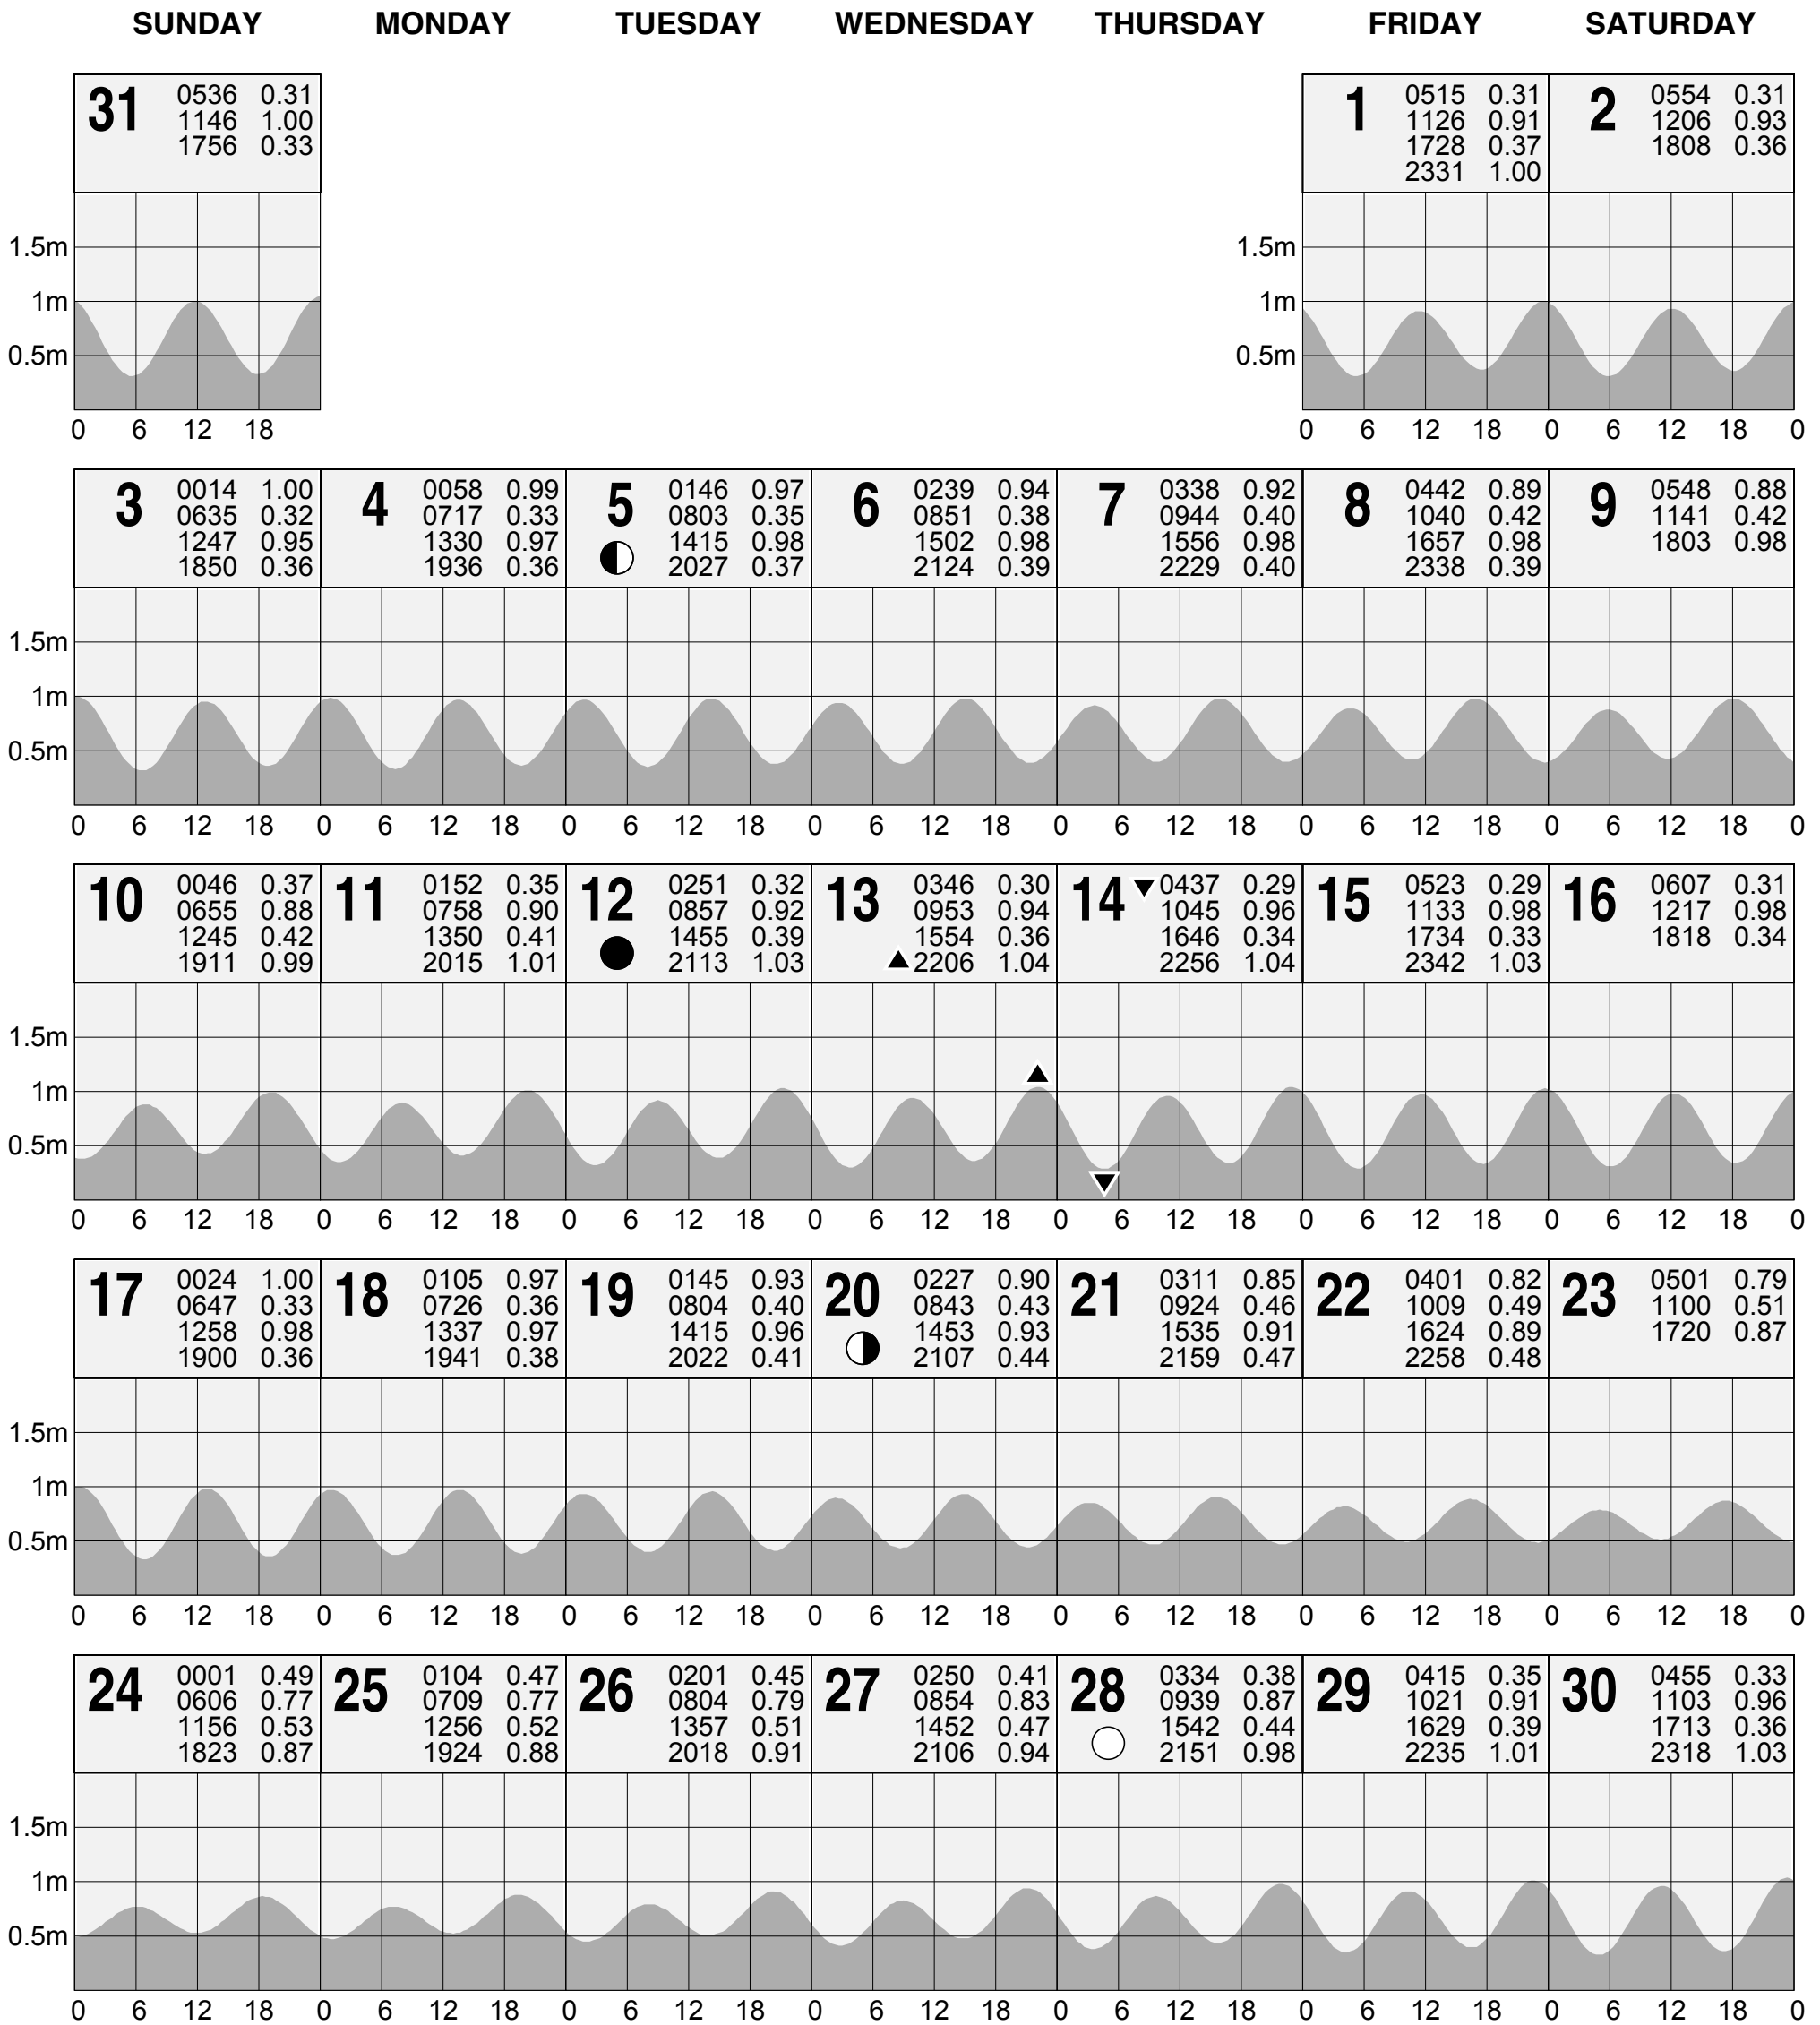 SUNDAY MONDAY TUESDAY WEDNESDAY THURSDAY FRIDAY SATURDAY
31 0536 0.31
1146 1.00
1756 0.33
1 0515 0.31
1126 0.91
1728 0.37
2331 1.00
2 0554 0.31
1206 0.93
1808 0.36
1.5m 1.5m
1m 1m
0.5m 0.5m
0 6 12 18 0 6 12 18 0 6 12 18 0
3 0014 1.00
0635 0.32
1247 0.95
1850 0.36
4 0058 0.99
0717 0.33
1330 0.97
1936 0.36
5 0146 0.97
0803 0.35
1415 0.98
2027 0.37
6 0239 0.94
0851 0.38
1502 0.98
2124 0.39
7 0338 0.92
0944 0.40
1556 0.98
2229 0.40
8 0442 0.89
1040 0.42
1657 0.98
2338 0.39
9 0548 0.88
1141 0.42
1803 0.98
1.5m
1m
0.5m
0 6 12 18 0 6 12 18 0 6 12 18 0 6 12 18 0 6 12 18 0 6 12 18 0 6 12 18 0
10 0046 0.37
0655 0.88
1245 0.42
1911 0.99
11 0152 0.35
0758 0.90
1350 0.41
2015 1.01
12 0251 0.32
0857 0.92
1455 0.39
2113 1.03
13 0346 0.30
0953 0.94
1554 0.36
2206 1.04
14 0437 0.29
1045 0.96
1646 0.34
2256 1.04
15 0523 0.29
1133 0.98
1734 0.33
2342 1.03
16 0607 0.31
1217 0.98
1818 0.34
1.5m
1m
0.5m
0 6 12 18 0 6 12 18 0 6 12 18 0 6 12 18 0 6 12 18 0 6 12 18 0 6 12 18 0
17 0024 1.00
0647 0.33
1258 0.98
1900 0.36
18 0105 0.97
0726 0.36
1337 0.97
1941 0.38
19 0145 0.93
0804 0.40
1415 0.96
2022 0.41
20 0227 0.90
0843 0.43
1453 0.93
2107 0.44
21 0311 0.85
0924 0.46
1535 0.91
2159 0.47
22 0401 0.82
1009 0.49
1624 0.89
2258 0.48
23 0501 0.79
1100 0.51
1720 0.87
1.5m
1m
0.5m
0 6 12 18 0 6 12 18 0 6 12 18 0 6 12 18 0 6 12 18 0 6 12 18 0 6 12 18 0
24 0001 0.49
0606 0.77
1156 0.53
1823 0.87
25 0104 0.47
0709 0.77
1256 0.52
1924 0.88
26 0201 0.45
0804 0.79
1357 0.51
2018 0.91
27 0250 0.41
0854 0.83
1452 0.47
2106 0.94
28 0334 0.38
0939 0.87
1542 0.44
2151 0.98
29 0415 0.35
1021 0.91
1629 0.39
2235 1.01
30 0455 0.33
1103 0.96
1713 0.36
2318 1.03
1.5m
1m
0.5m
0 6 12 18 0 6 12 18 0 6 12 18 0 6 12 18 0 6 12 18 0 6 12 18 0 6 12 18 0